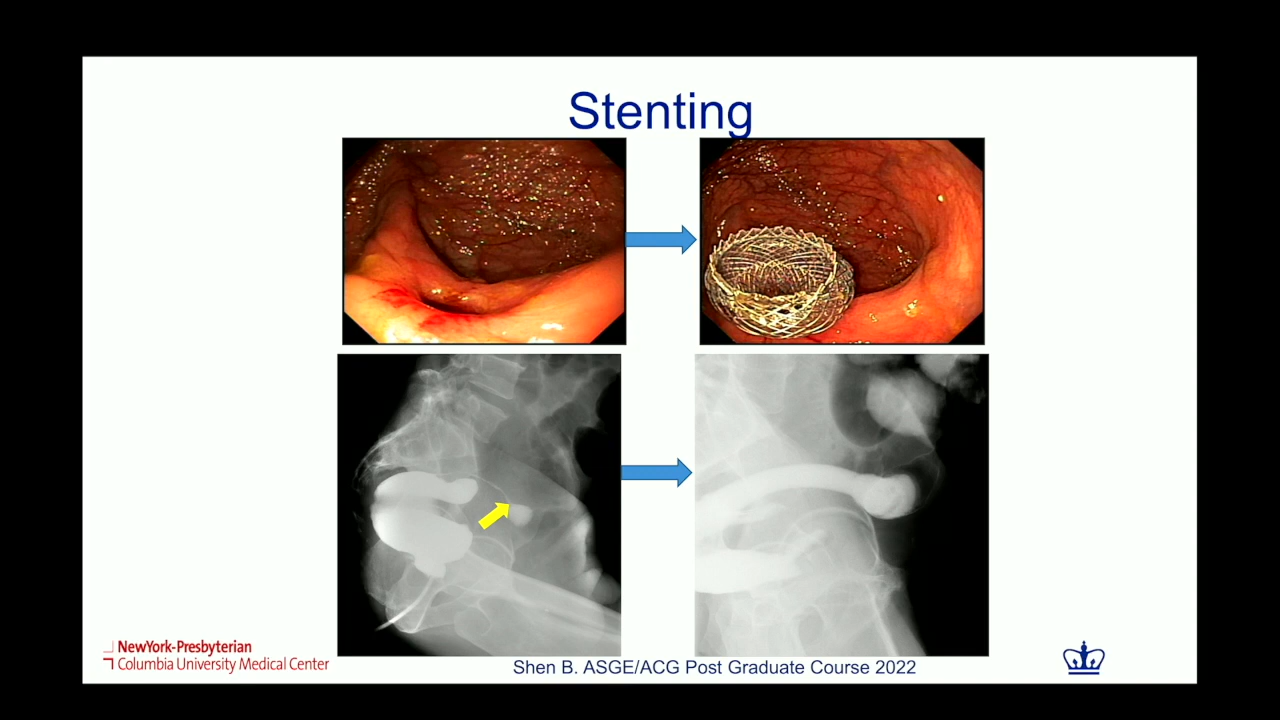 Stenting
NewYork-Presbyterian
Columbia University Medical Center
Shen B. ASGE/ACG Post Graduate Course 2022